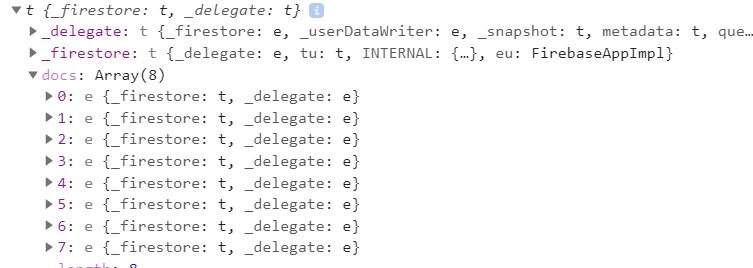 t {_firestore: t, _delegate: t} i
_delegate: t {_firestore: e, _userDataWriter: e, _snapshot: t, metadata: t, que…
_firestore: t {_delegate: e, tu: t, INTERNAL: {…}, eu: FirebaseAppImpl}
docs: Array(8)
0: e {_firestore: t, _delegate: e}
1: e {_firestore: t, _delegate: e}
2: e {_firestore: t, _delegate: e}
3: e {_firestore: t, _delegate: e}
4: e {_firestore: t, _delegate: e}
5: e {_firestore: t, _delegate: e}
6: e {_firestore: t, _delegate: e}
7: e {_firestore: t, _delegate: e}
length: 8